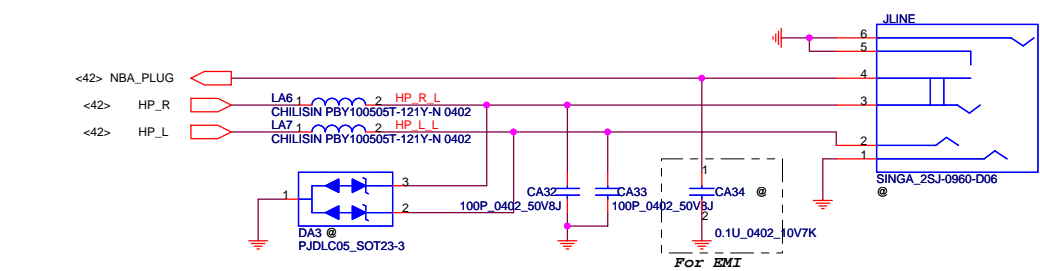 JLINE
6
5
<42> NBA_PLUG
4
<42> HP_R
LA6 1 2 HP_R_L
CHILISIN PBY100505T-121Y-N 0402
3
<42> HP_L
LA7 1 2 HP_L_L
CHILISIN PBY100505T-121Y-N 0402
2
1
SINGA_2SJ-0960-D06
@
1
3
2
DA3 @
PJDLC05_SOT23-3
CA32
100P_0402_50V8J
CA33
100P_0402_50V8J
1
CA34 @
2
0.1U_0402_10V7K
For EMI